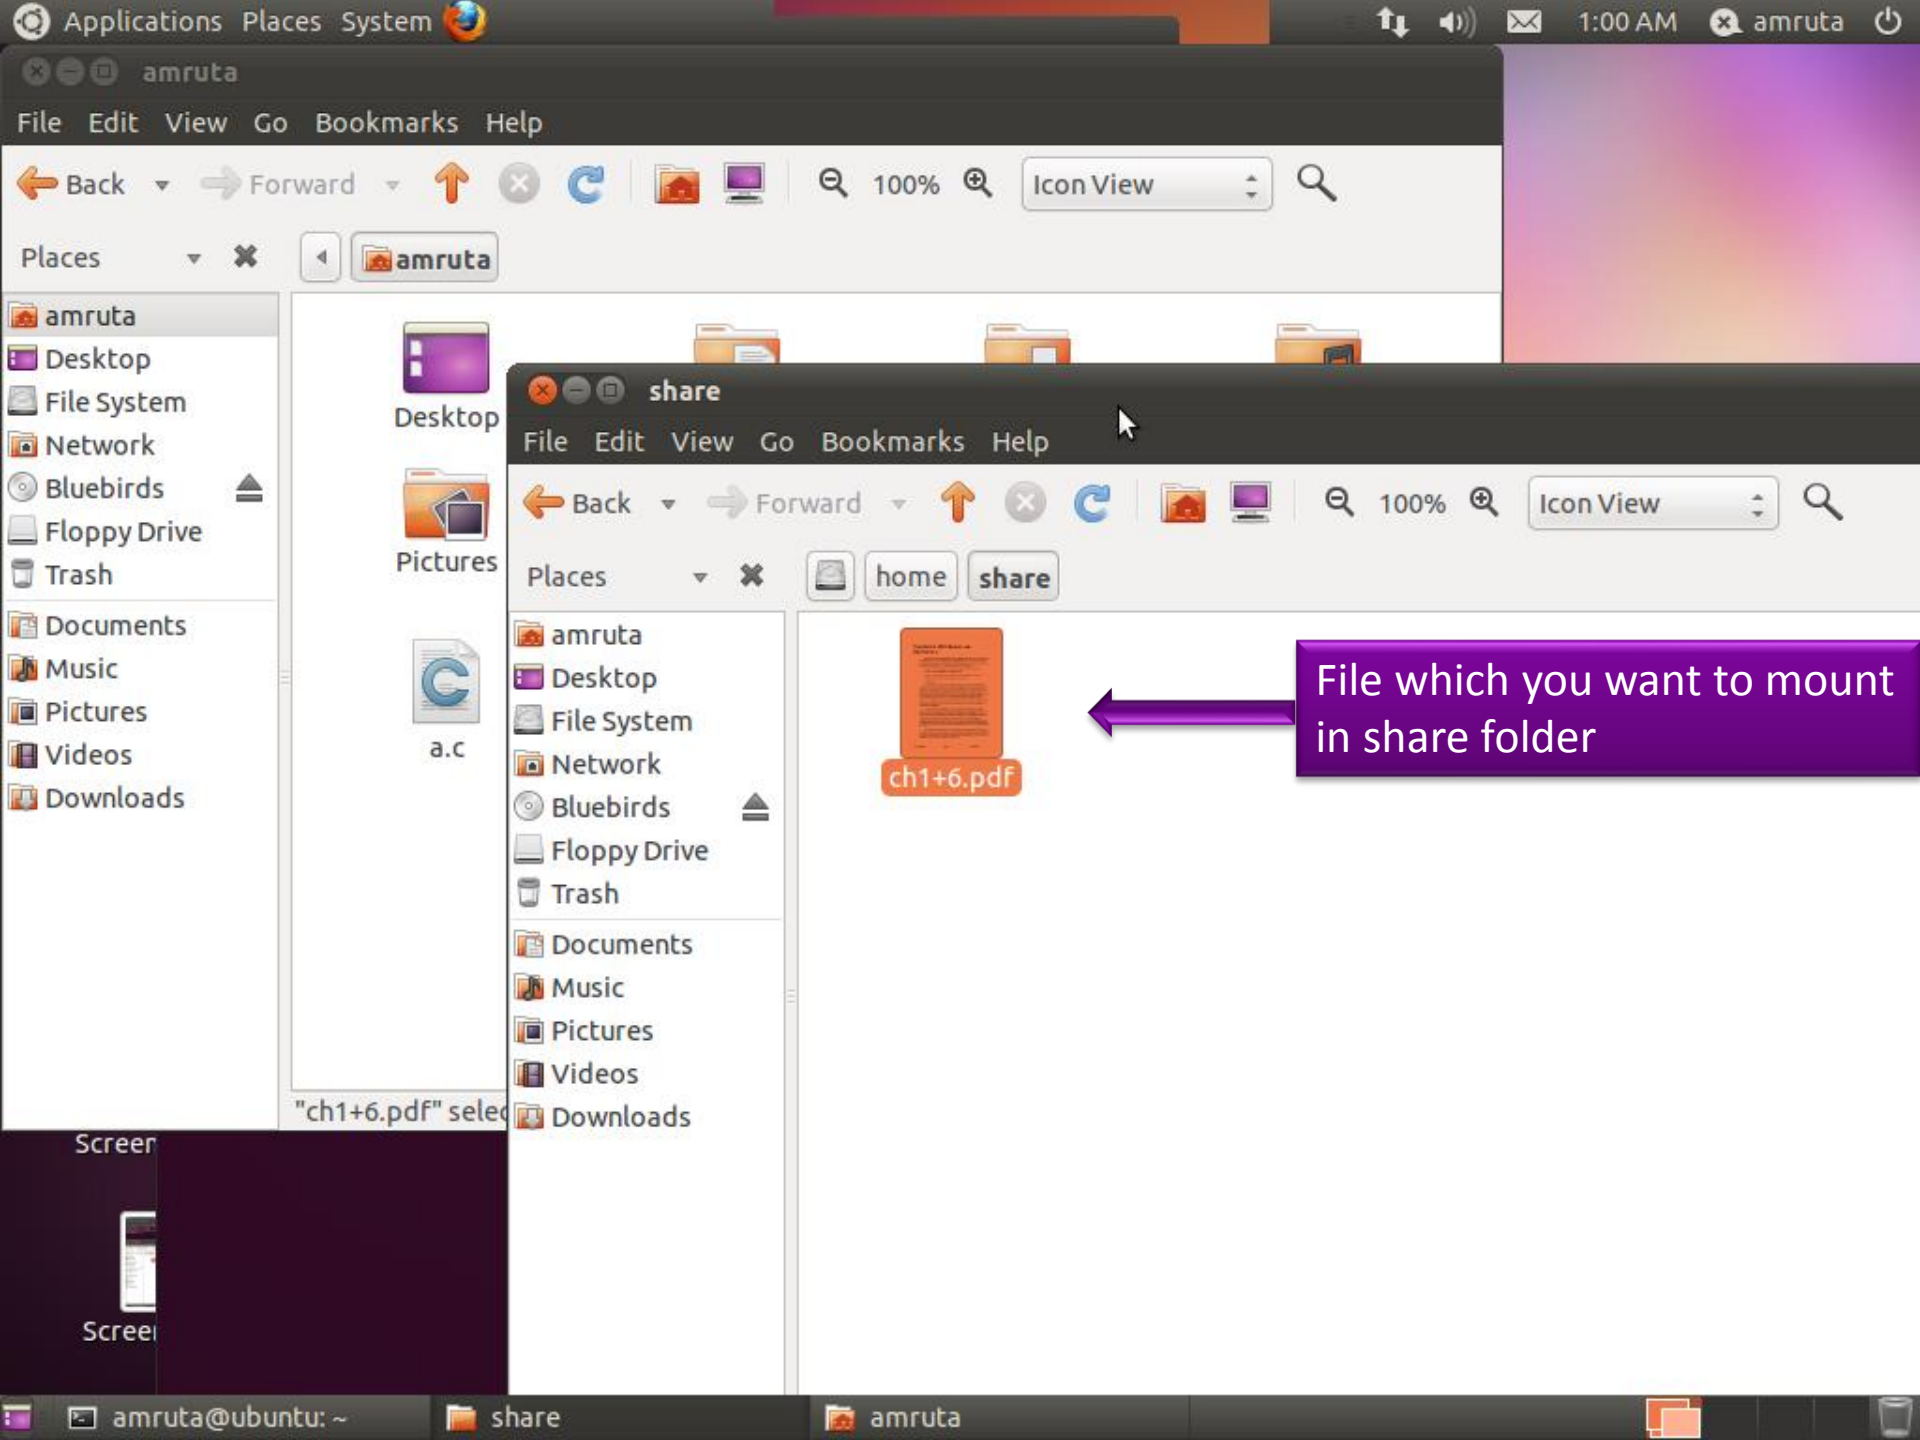 Applications Places System 1:00 AM amruta
amruta
File Edit View Go Bookmarks Help
Back Forward 100% Icon View
Places amruta
amruta
Desktop
File System
Network
Bluebirds
Floppy Drive
Trash
Documents
Music
Pictures
Videos
Downloads
Desktop
Pictures
a.c
"ch1+6.pdf" selec
share
File Edit View Go Bookmarks Help
Back Forward 100% Icon View
Places home share
amruta
Desktop
File System
Network
Bluebirds
Floppy Drive
Trash
Documents
Music
Pictures
Videos
Downloads
ch1+6.pdf
File which you want to mount
in share folder
Screen
Screen
amruta@ubuntu: ~ share amruta